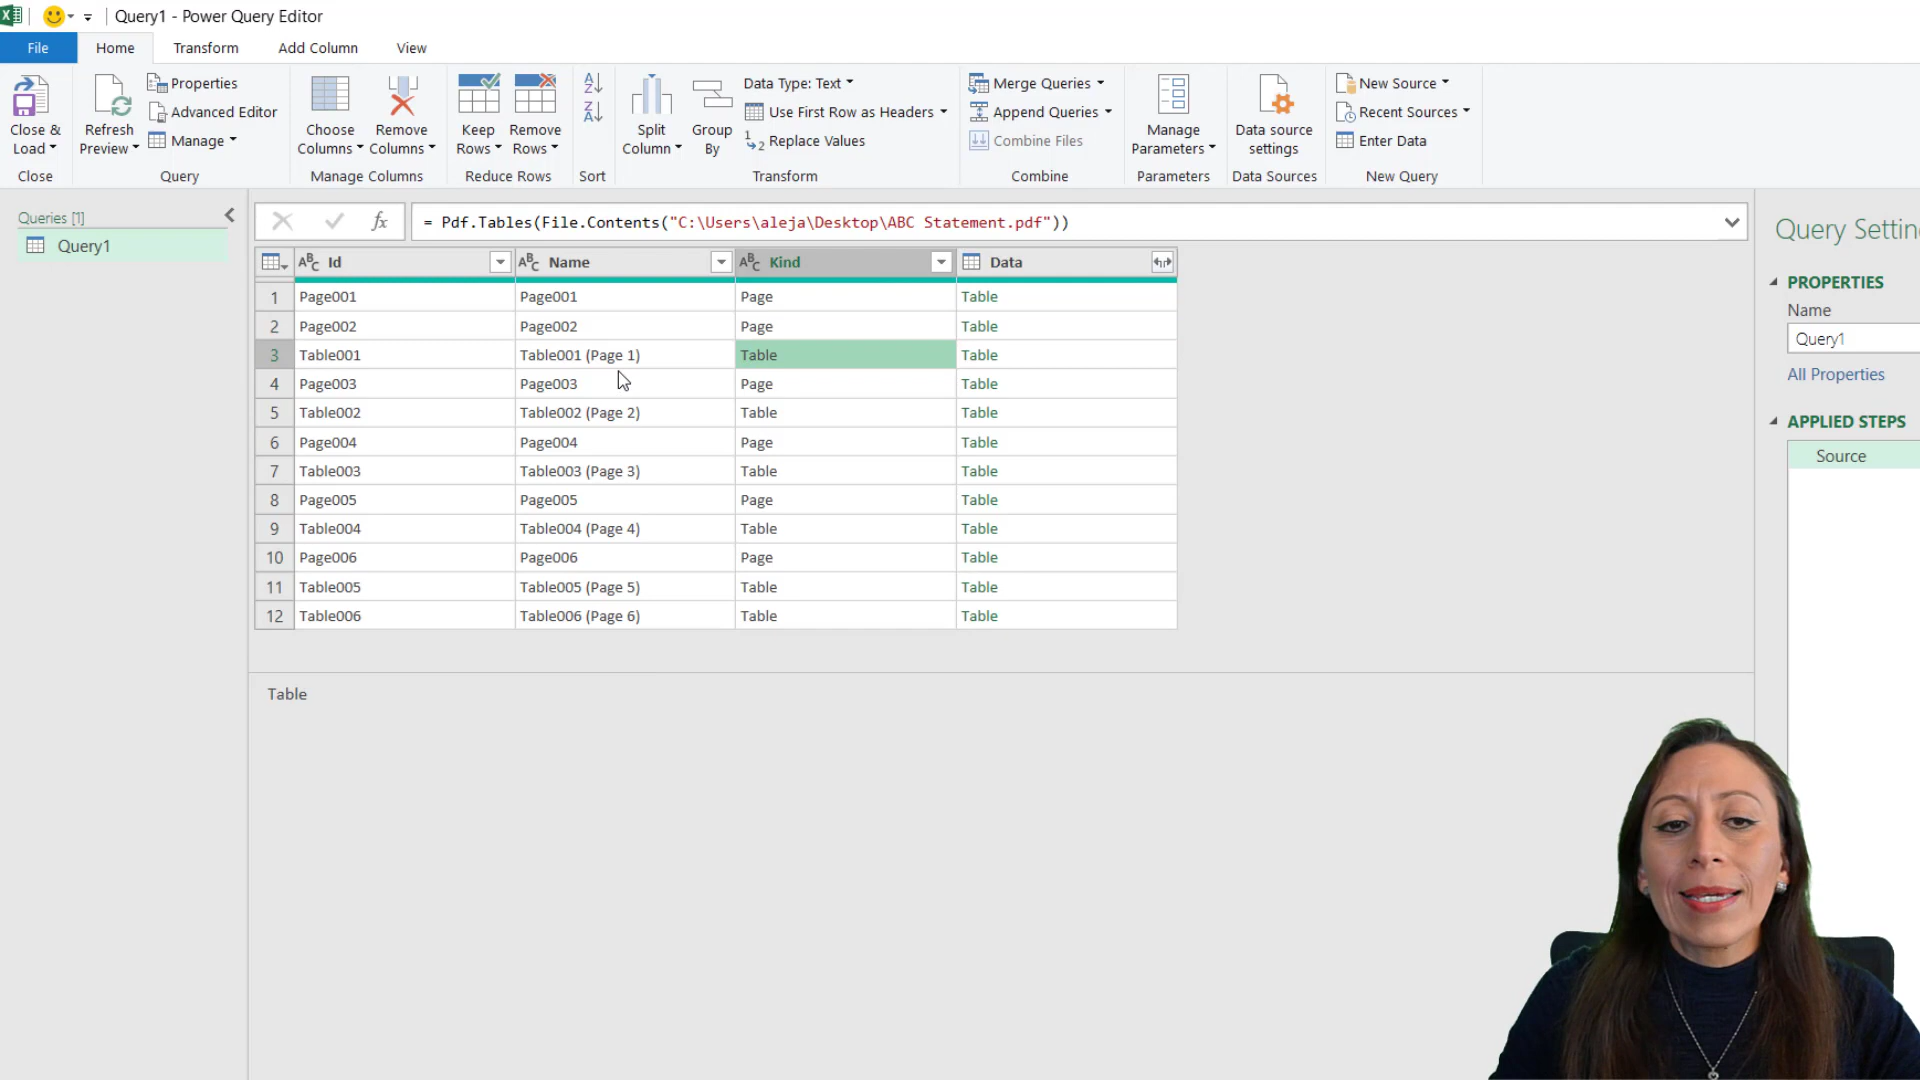 Query1 - Power Query Editor
File Home Transform Add Column View
Close & Load
Refresh Preview
Properties
Advanced Editor
Manage
Choose Columns
Remove Columns
Keep Rows
Remove Rows
Split Column
Group By
Data Type: Text
Use First Row as Headers
Replace Values
Merge Queries
Append Queries
Combine Files
Manage Parameters
Data source settings
New Source
Recent Sources
Enter Data
Close Query Manage Columns Reduce Rows Sort Transform Combine Parameters Data Sources New Query
Queries [1]
Query1
fx = Pdf.Tables(File.Contents("C:\Users\aleja\Desktop\ABC Statement.pdf"))
Id Name Kind Data
1 Page001 Page001 Page Table
2 Page002 Page002 Page Table
3 Table001 Table001 (Page 1) Table Table
4 Page003 Page003 Page Table
5 Table002 Table002 (Page 2) Table Table
6 Page004 Page004 Page Table
7 Table003 Table003 (Page 3) Table Table
8 Page005 Page005 Page Table
9 Table004 Table004 (Page 4) Table Table
10 Page006 Page006 Page Table
11 Table005 Table005 (Page 5) Table Table
12 Table006 Table006 (Page 6) Table Table
Table
Query Settin
PROPERTIES
Name
Query1
All Properties
APPLIED STEPS
Source